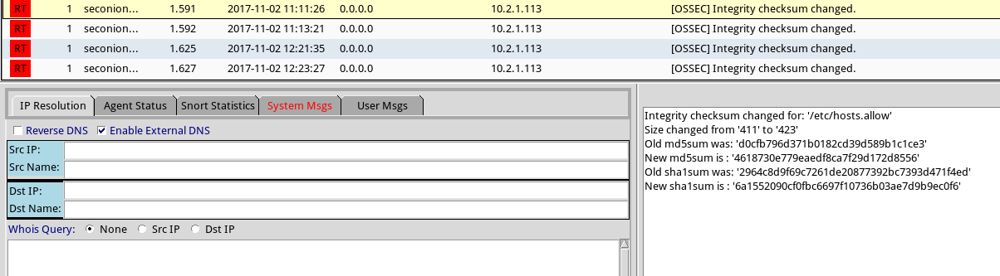 RT 1 seconion... 1.591 2017-11-02 11:11:26 0.0.0.0 10.2.1.113 [OSSEC] Integrity checksum changed.
RT 1 seconion... 1.592 2017-11-02 11:13:21 0.0.0.0 10.2.1.113 [OSSEC] Integrity checksum changed.
RT 1 seconion... 1.625 2017-11-02 12:21:35 0.0.0.0 10.2.1.113 [OSSEC] Integrity checksum changed.
RT 1 seconion... 1.627 2017-11-02 12:23:27 0.0.0.0 10.2.1.113 [OSSEC] Integrity checksum changed.
IP Resolution Agent Status Snort Statistics System Msgs User Msgs
Reverse DNS Enable External DNS
Src IP:
Src Name:
Dst IP:
Dst Name:
Whois Query: None Src IP Dst IP
Integrity checksum changed for: '/etc/hosts.allow'
Size changed from '411' to '423'
Old md5sum was: 'd0cfb796d371b0182cd39d589b1c1ce3'
New md5sum is : '4618730e779eaedf8ca7f29d172d8556'
Old sha1sum was: '2964c8d9f69c7261de20877392bc7393d471f4ed'
New sha1sum is : '6a1552090cf0fbc6697f10736b03ae7d9b9ec0f6'